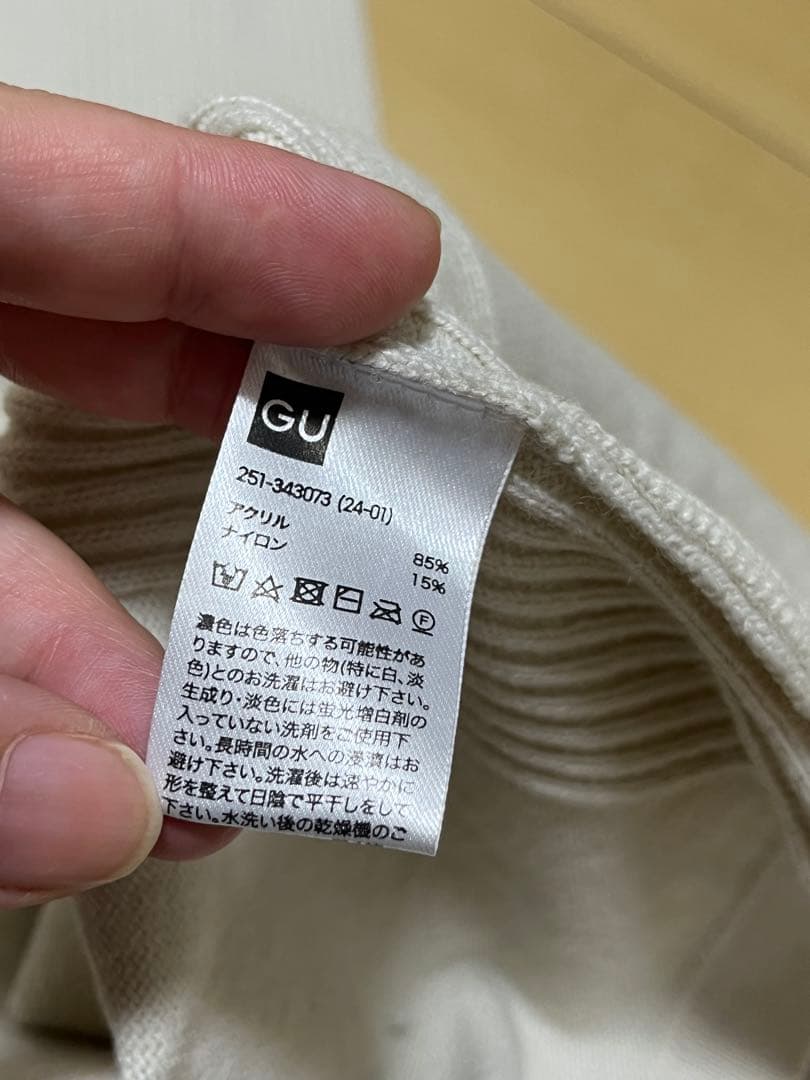 GU
251-343073 (24-01)
アクリル 85%
ナイロン 15%
濃色は色落ちする可能性があ
りますので、他の物(特に白、淡
色)とのお洗濯はお避け下さい。
生成り・淡色には蛍光増白剤の
入っていない洗剤をご使用下
さい。長時間の水への浸漬はお
避け下さい。洗濯後は速やかに
形を整えて日陰で平干しをして
下さい。水洗い後の乾燥機のご